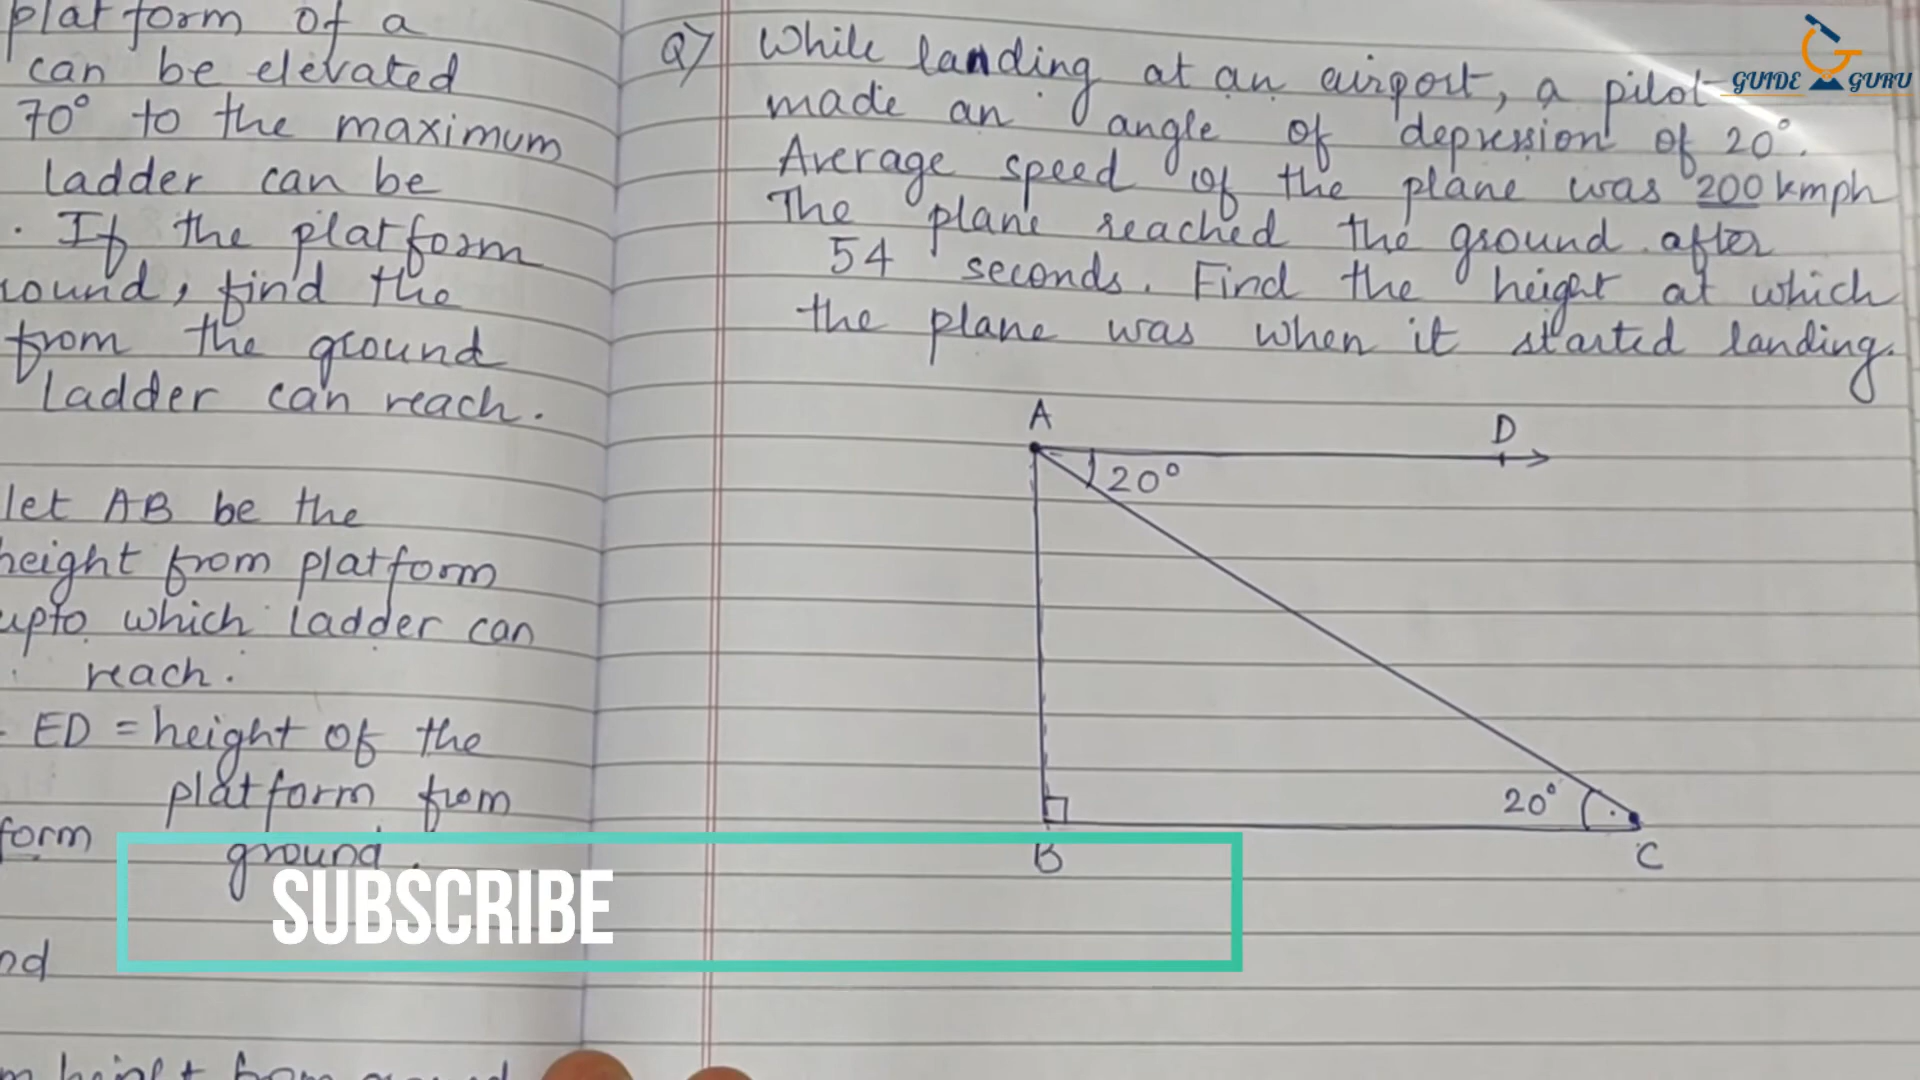 platform of a
can be elevated
70° to the maximum
ladder can be
. If the platform
ound, find the
from the ground
ladder can reach.
let AB be the
height from platform
upto which ladder can
reach.
ED = height of the
platform from
form ground.
nd
Q) While landing at an airport, a pilot
made an angle of depression of 20°.
Average speed of the plane was 200 kmph
The plane reached the ground after
54 seconds. Find the height at which
the plane was when it started landing.
A
D
20°
20°
B
C
GUIDE GURU
SUBSCRIBE